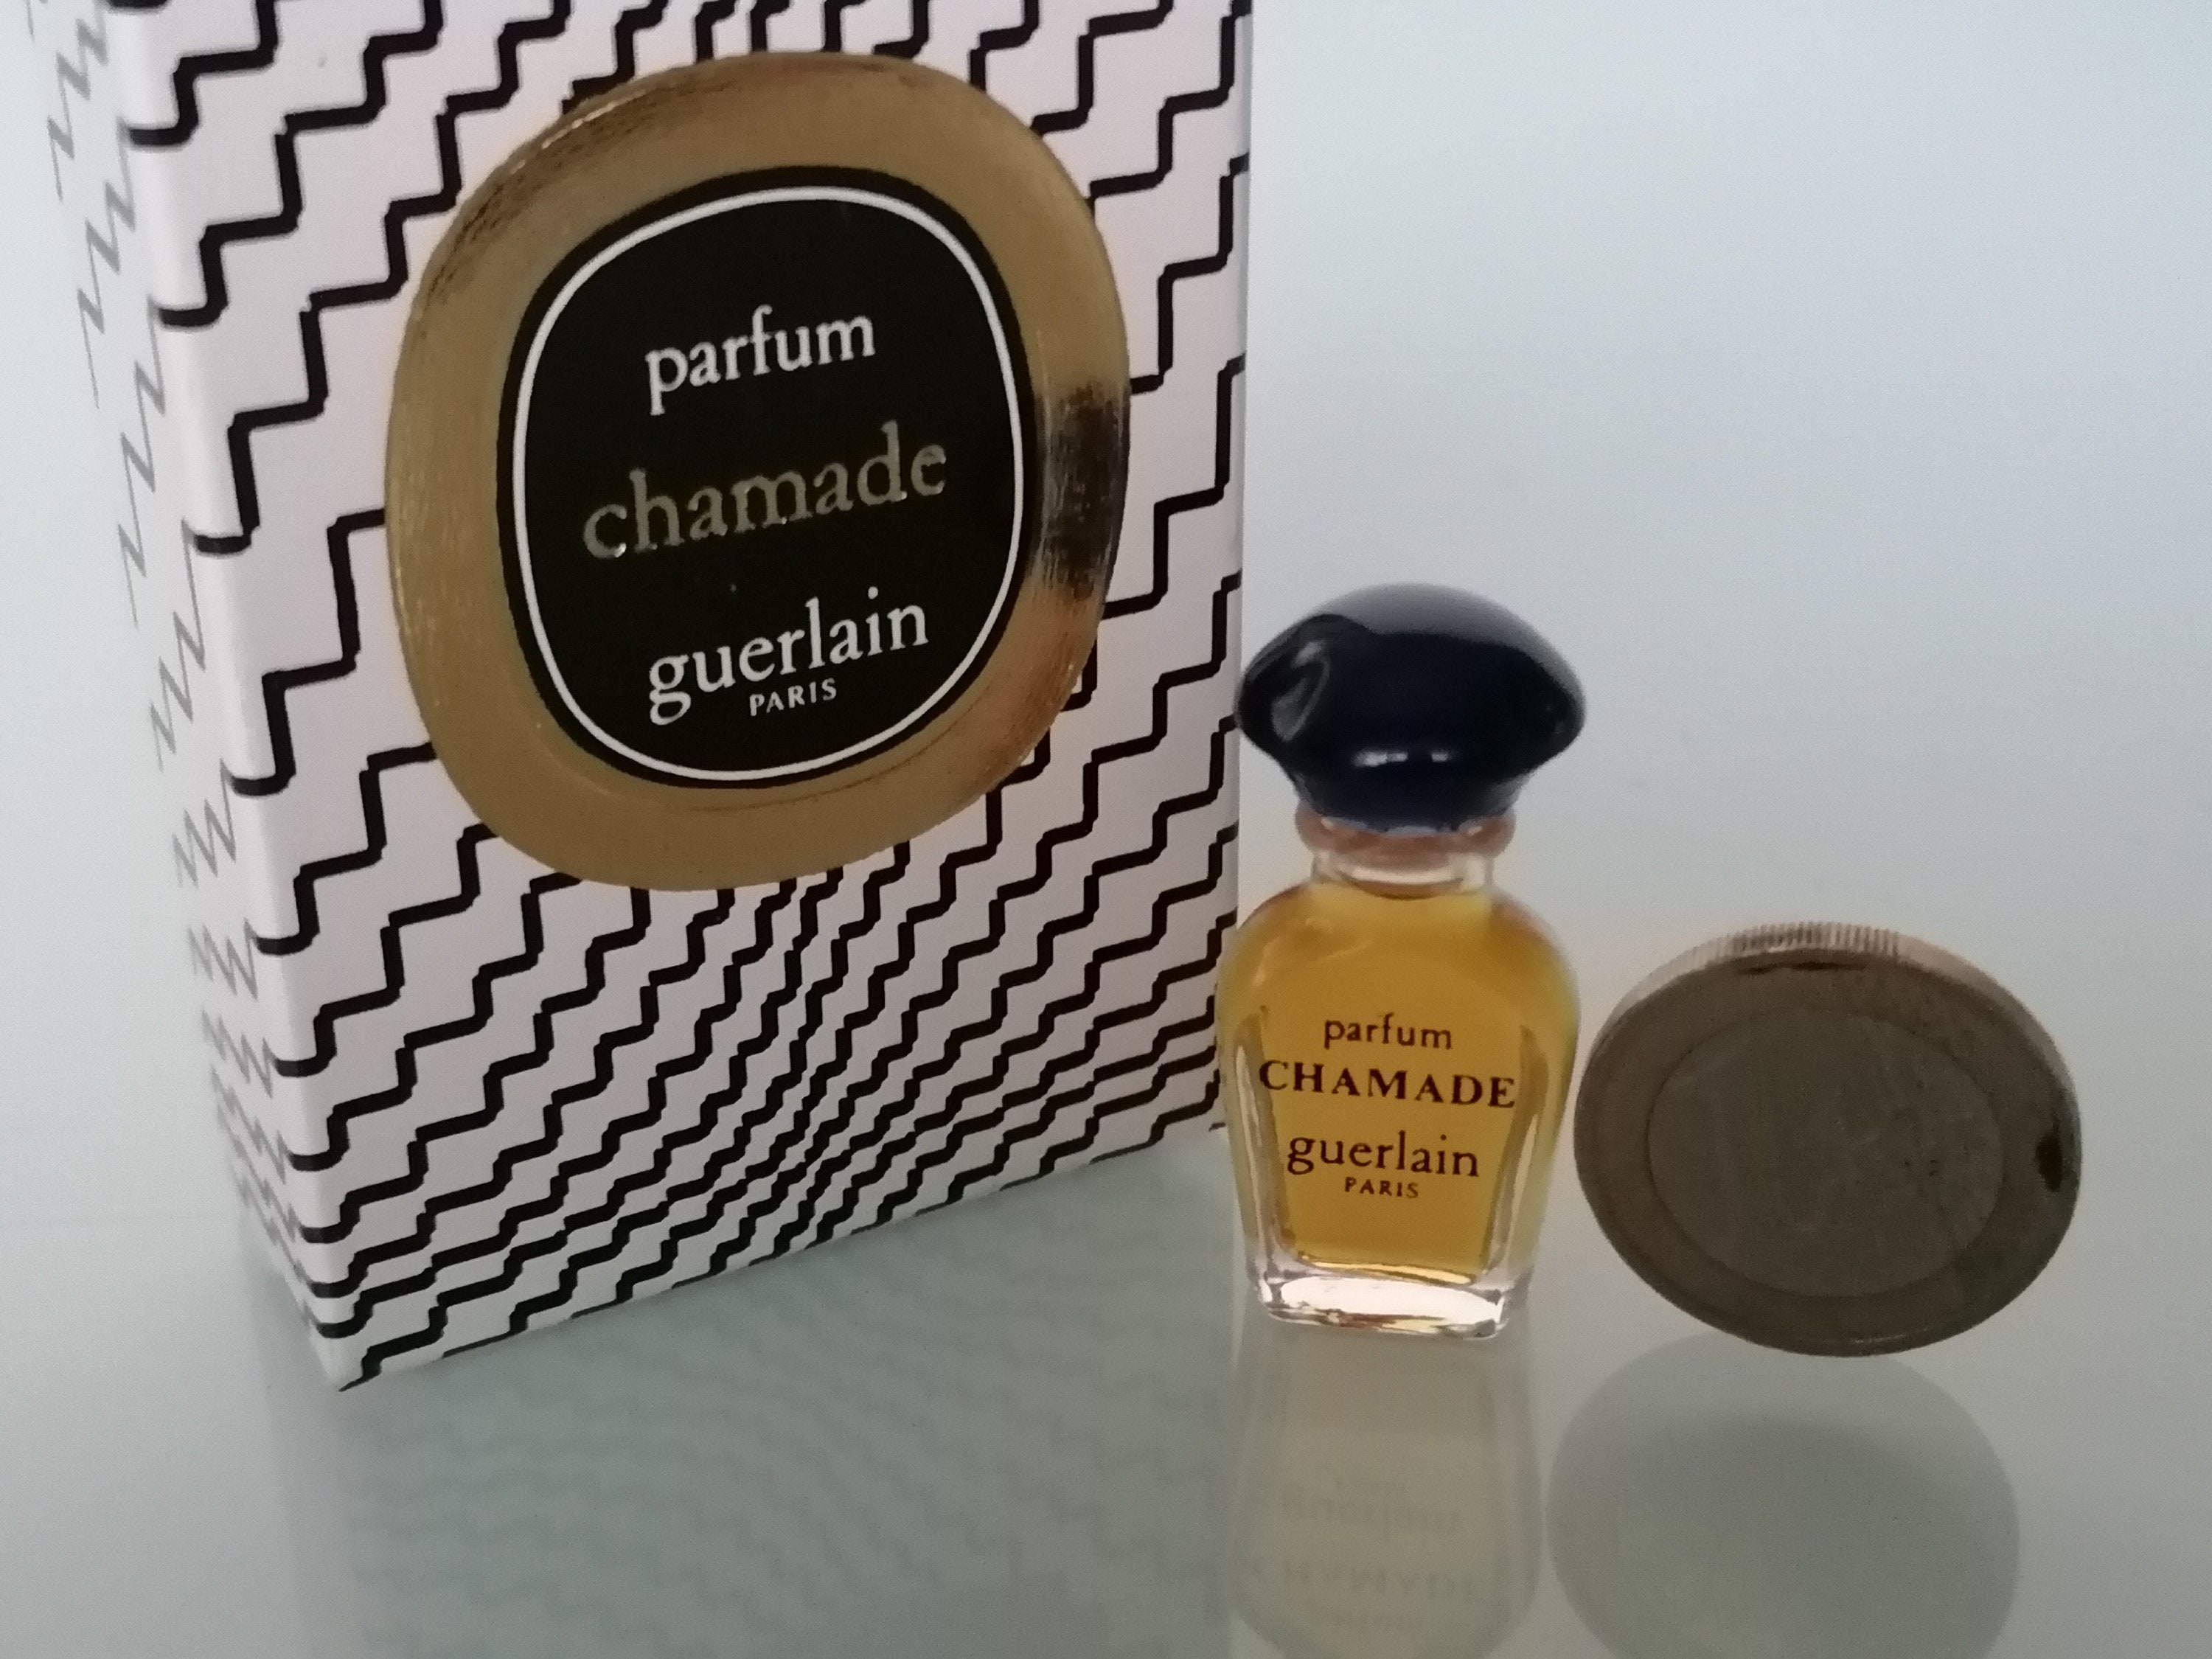 parfum
chamade
guerlain
PARIS
parfum
CHAMADE
guerlain
PARIS